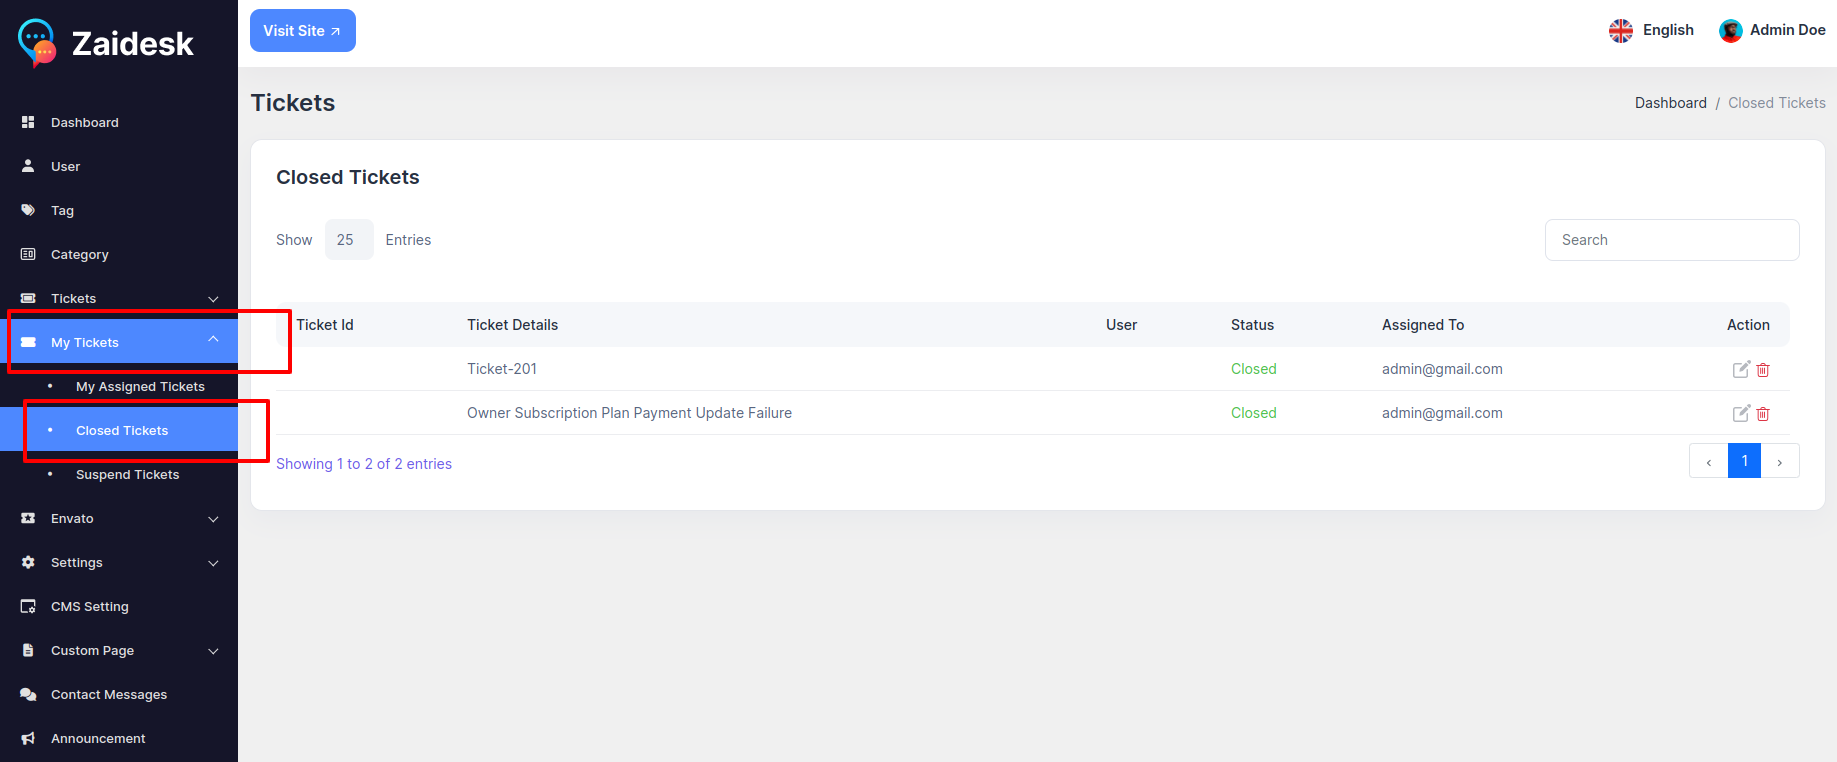 Zaidesk
Visit Site
English
Admin Doe
Dashboard
User
Tag
Category
Tickets
My Tickets
My Assigned Tickets
Closed Tickets
Suspend Tickets
Envato
Settings
CMS Setting
Custom Page
Contact Messages
Announcement
Tickets
Dashboard / Closed Tickets
Closed Tickets
Show 25 Entries
Search
Ticket Id Ticket Details User Status Assigned To Action
Ticket-201 Closed admin@gmail.com
Owner Subscription Plan Payment Update Failure Closed admin@gmail.com
Showing 1 to 2 of 2 entries
‹ 1 ›